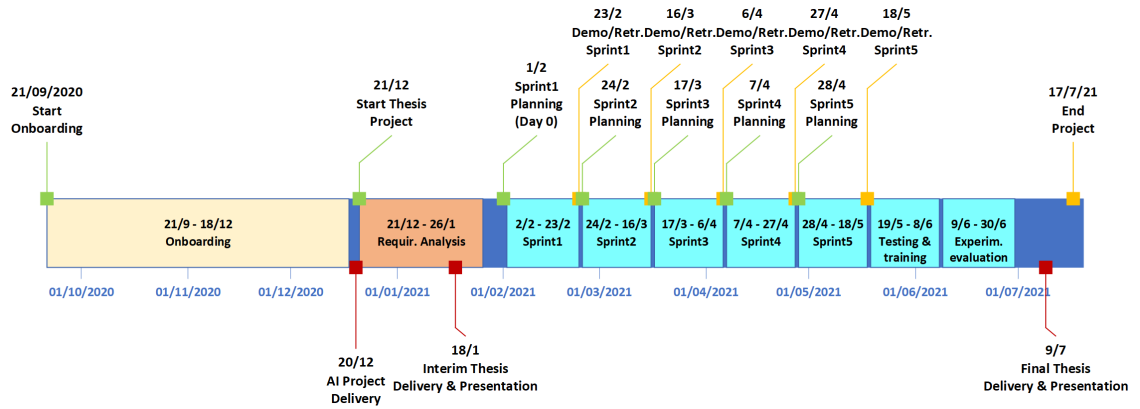 23/2
Demo/Retr.
Sprint1
16/3
Demo/Retr.
Sprint2
6/4
Demo/Retr.
Sprint3
27/4
Demo/Retr.
Sprint4
18/5
Demo/Retr.
Sprint5
21/09/2020
Start
Onboarding
21/12
Start Thesis
Project
1/2
Sprint1
Planning
(Day 0)
24/2
Sprint2
Planning
17/3
Sprint3
Planning
7/4
Sprint4
Planning
28/4
Sprint5
Planning
17/7/21
End
Project
21/9 - 18/12
Onboarding
21/12 - 26/1
Requir. Analysis
2/2 - 23/2
Sprint1
24/2 - 16/3
Sprint2
17/3 - 6/4
Sprint3
7/4 - 27/4
Sprint4
28/4 - 18/5
Sprint5
19/5 - 8/6
Testing &
training
9/6 - 30/6
Experim.
evaluation
01/10/2020
01/11/2020
01/12/2020
01/01/2021
01/02/2021
01/03/2021
01/04/2021
01/05/2021
01/06/2021
01/07/2021
20/12
AI Project
Delivery
18/1
Interim Thesis
Delivery & Presentation
9/7
Final Thesis
Delivery & Presentation